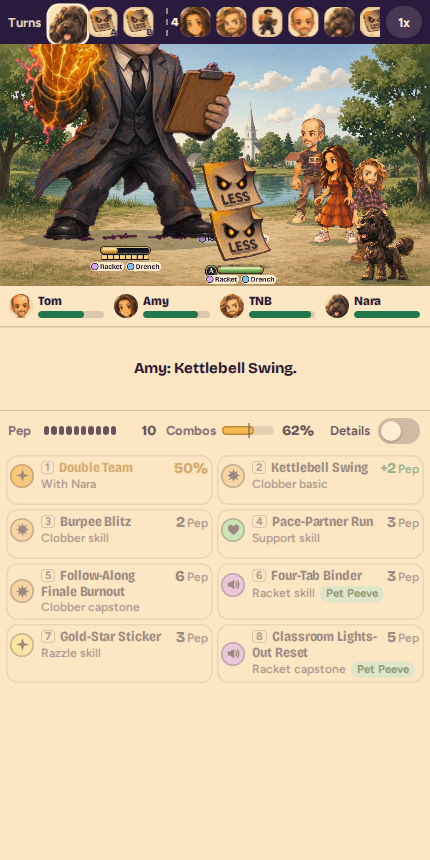 Turns
4
1x
LESS
LESS
Racket Drench
A
Racket Drench
Tom
Amy
TNB
Nara
Amy: Kettlebell Swing.
Pep 10 Combos 62% Details
1 Double Team 50%
With Nara
2 Kettlebell Swing +2 Pep
Clobber basic
3 Burpee Blitz 2 Pep
Clobber skill
4 Pace-Partner Run 3 Pep
Support skill
5 Follow-Along 6 Pep
Finale Burnout
Clobber capstone
6 Four-Tab Binder 3 Pep
Racket skill Pet Peeve
7 Gold-Star Sticker 3 Pep
Razzle skill
8 Classroom Lights- 5 Pep
Out Reset
Racket capstone Pet Peeve